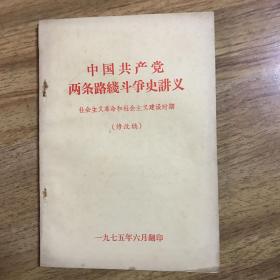 中国共产党
两条路綫斗争史讲义
社会主义革命和社会主义建设时期
(修改稿)
一九七五年六月翻印